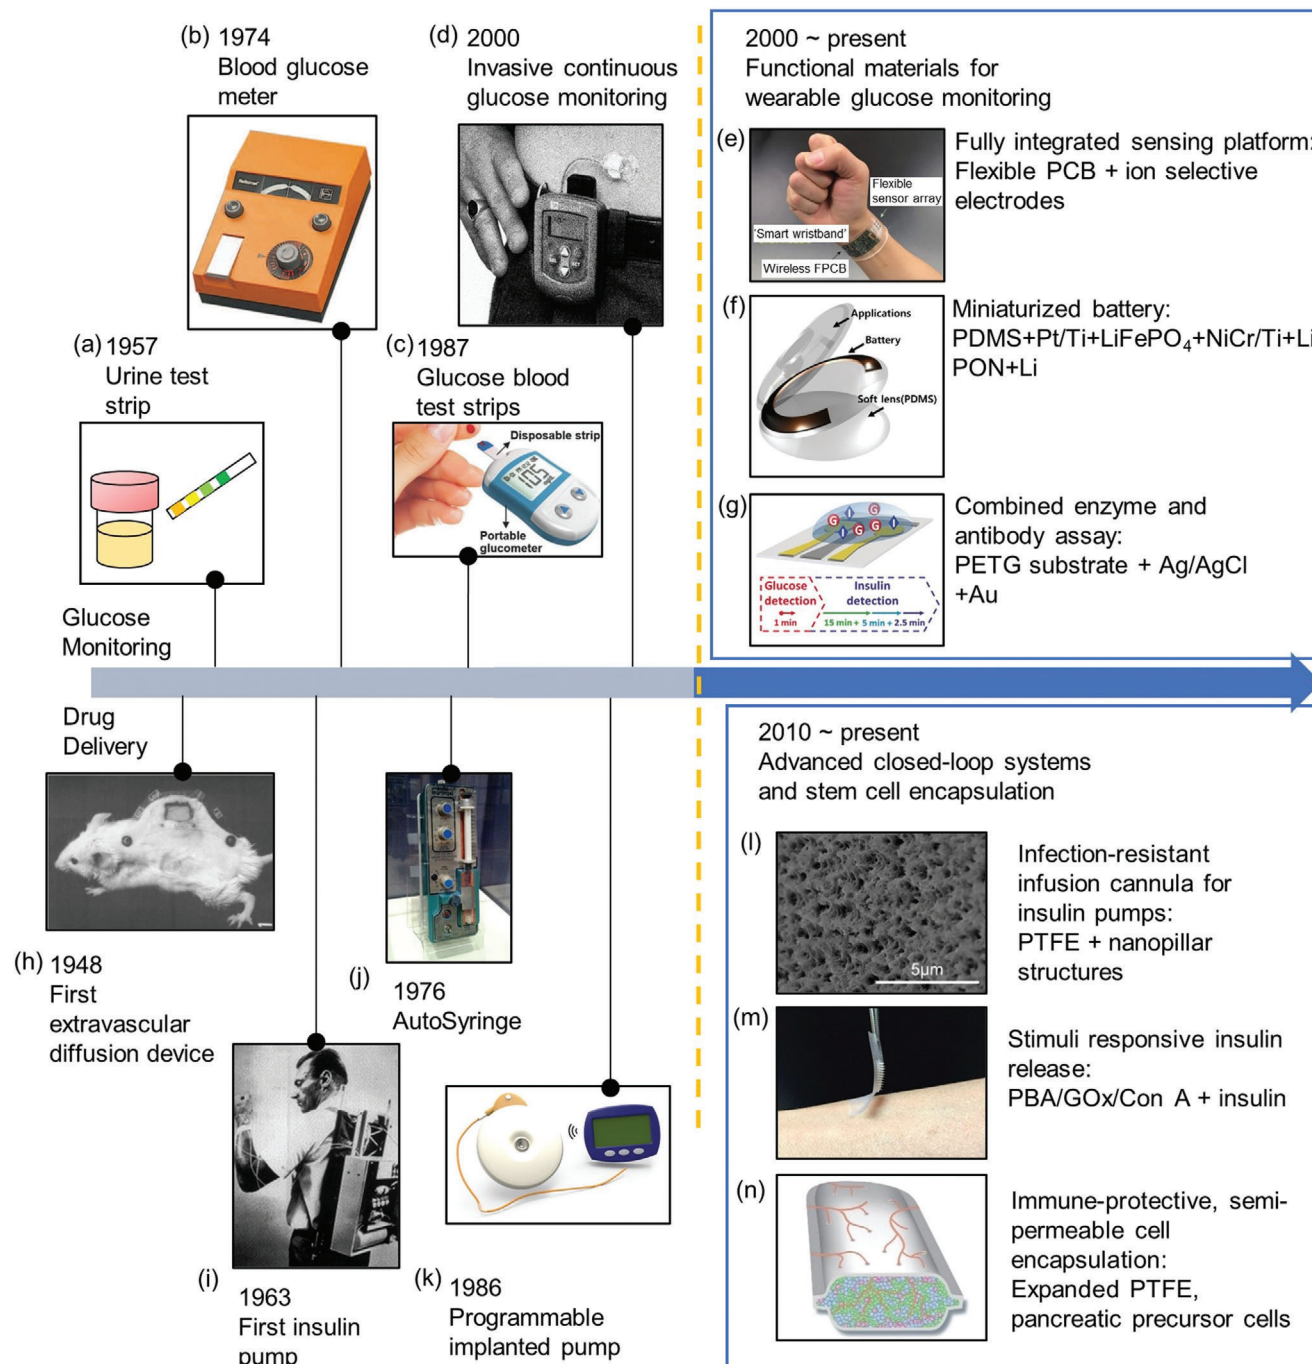 (b) 1974
Blood glucose
meter
(d) 2000
Invasive continuous
glucose monitoring
(a) 1957
Urine test
strip
(c) 1987
Glucose blood
test strips
Disposable strip
105
Portable
glucometer
Glucose
Monitoring
2000 ~ present
Functional materials for
wearable glucose monitoring
(e)
Flexible
sensor array
'Smart wristband'
Wireless FPCB
Fully integrated sensing platform:
Flexible PCB + ion selective
electrodes
(f)
Applications
Battery
Soft lens(PDMS)
Miniaturized battery:
PDMS+Pt/Ti+LiFePO4+NiCr/Ti+Li
PON+Li
(g)
G I G
I G G I
I G
Glucose
detection
1 min
Insulin
detection
15 min + 5 min + 2.5 min
Combined enzyme and
antibody assay:
PETG substrate + Ag/AgCl
+Au
Drug
Delivery
(h) 1948
First
extravascular
diffusion device
(i) 1963
First insulin
pump
(j) 1976
AutoSyringe
(k) 1986
Programmable
implanted pump
2010 ~ present
Advanced closed-loop systems
and stem cell encapsulation
(l)
5µm
Infection-resistant
infusion cannula for
insulin pumps:
PTFE + nanopillar
structures
(m)
Stimuli responsive insulin
release:
PBA/GOx/Con A + insulin
(n)
Immune-protective, semi-
permeable cell
encapsulation:
Expanded PTFE,
pancreatic precursor cells